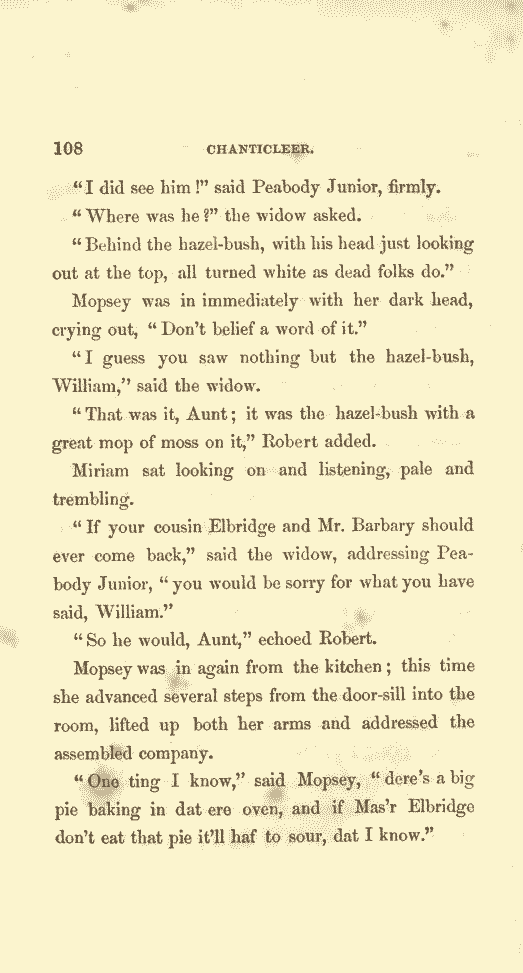 108 CHANTICLEER.
“I did see him!” said Peabody Junior, firmly.
“Where was he?” the widow asked.
“Behind the hazel-bush, with his head just looking
out at the top, all turned white as dead folks do.”
Mopsey was in immediately with her dark head,
crying out, “Don't belief a word of it.”
“I guess you saw nothing but the hazel-bush,
William,” said the widow.
“That was it, Aunt; it was the hazel-bush with a
great mop of moss on it,” Robert added.
Miriam sat looking on and listening, pale and
trembling.
“If your cousin Elbridge and Mr. Barbary should
ever come back,” said the widow, addressing Pea-
body Junior, “you would be sorry for what you have
said, William.”
“So he would, Aunt,” echoed Robert.
Mopsey was in again from the kitchen; this time
she advanced several steps from the door-sill into the
room, lifted up both her arms and addressed the
assembled company.
“One ting I know,” said Mopsey, “dere's a big
pie baking in dat ere oven, and if Mas'r Elbridge
don't eat that pie it'll haf to sour, dat I know.”